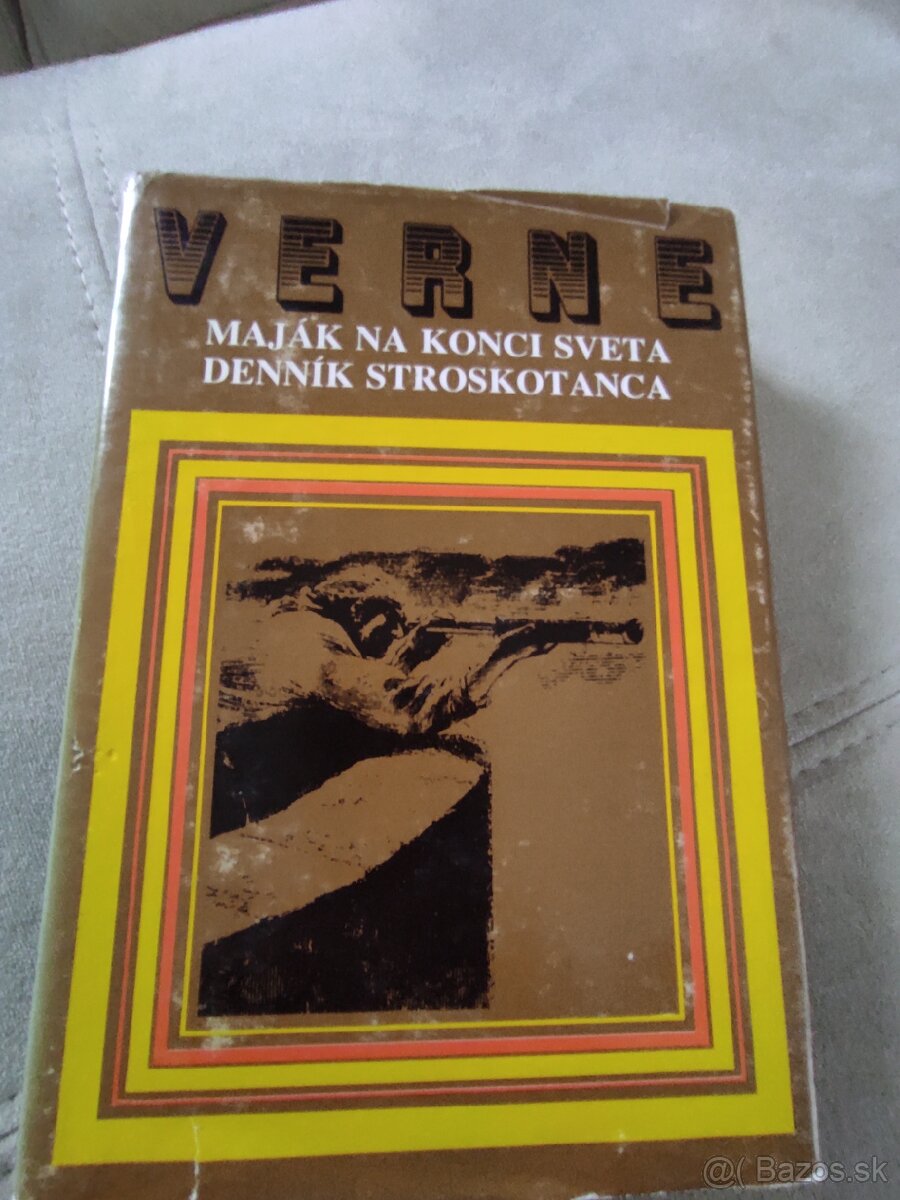 VERNE
MAJÁK NA KONCI SVETA
DENNÍK STROSKOTANCA
@( Bazos.sk